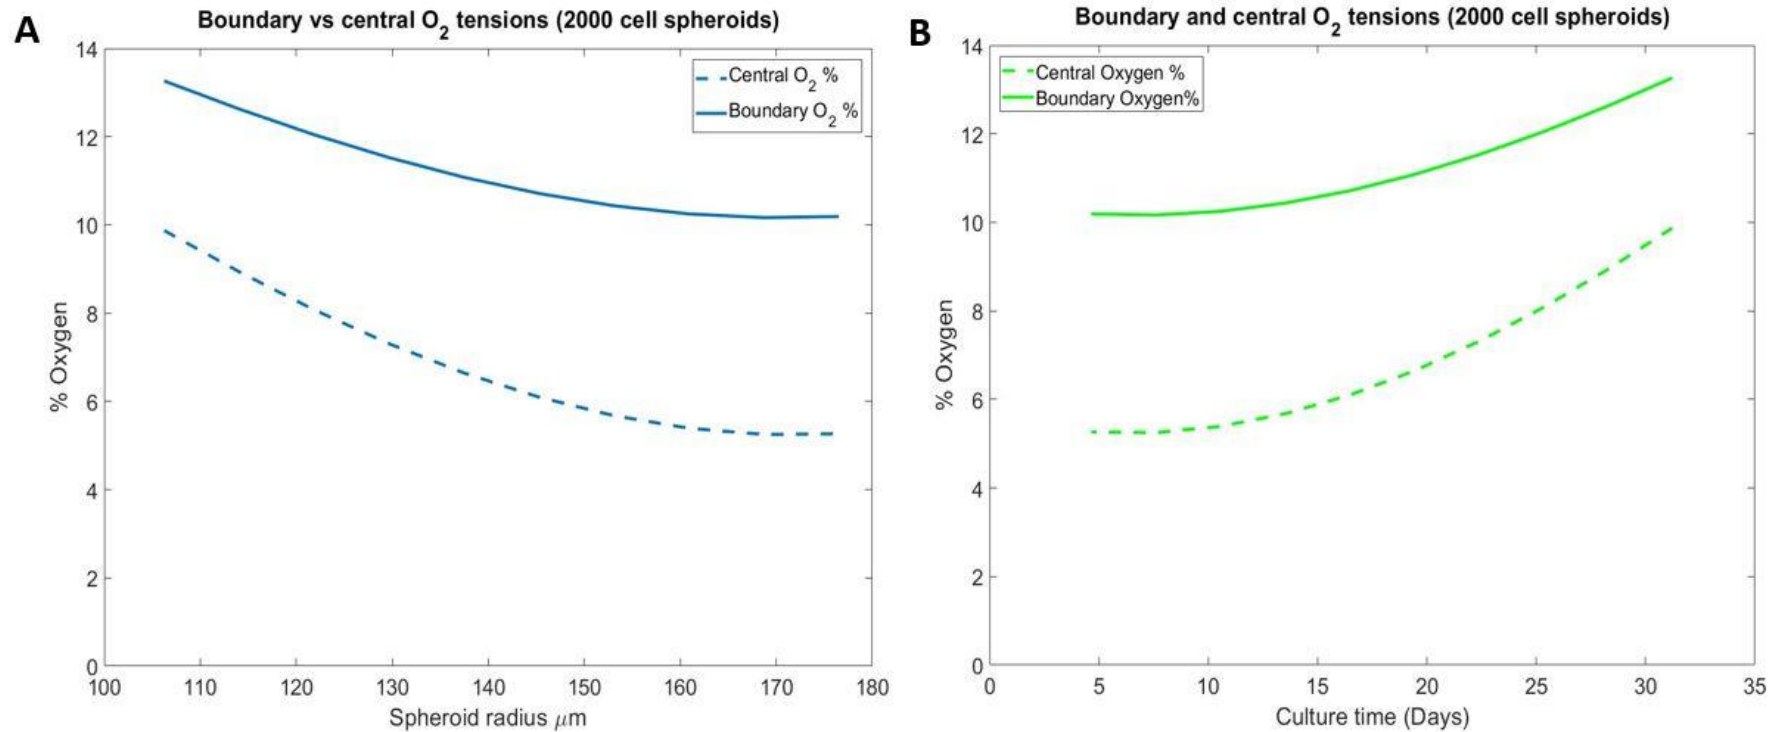 A
Boundary vs central O2 tensions (2000 cell spheroids)
14
12
10
8
6
4
2
0
% Oxygen
Central O2 %
Boundary O2 %
100 110 120 130 140 150 160 170 180
Spheroid radius μm
B
Boundary and central O2 tensions (2000 cell spheroids)
14
12
10
8
6
4
2
0
% Oxygen
Central Oxygen %
Boundary Oxygen%
0 5 10 15 20 25 30 35
Culture time (Days)